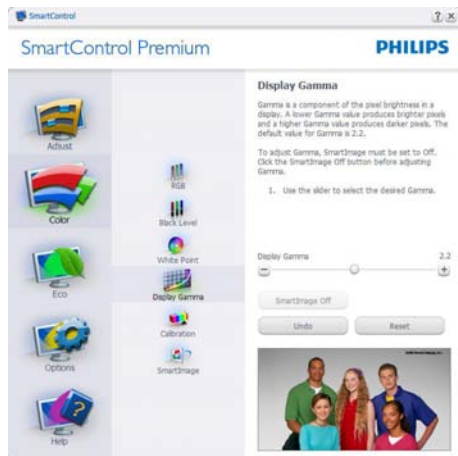 SmartControl
SmartControl Premium
PHILIPS
Adjust
Color
Eco
Options
Help
RGB
Black Level
White Point
Display Gamma
Calibration
SmartImage
Display Gamma
Gamma is a component of the pixel brightness in a
display. A lower Gamma value produces brighter pixels
and a higher Gamma value produces darker pixels. The
default value for Gamma is 2.2.
To adjust Gamma, SmartImage must be set to Off.
Click the SmartImage Off button before adjusting
Gamma.
1. Use the slider to select the desired Gamma.
Display Gamma 2.2
SmartImage Off
Undo Reset